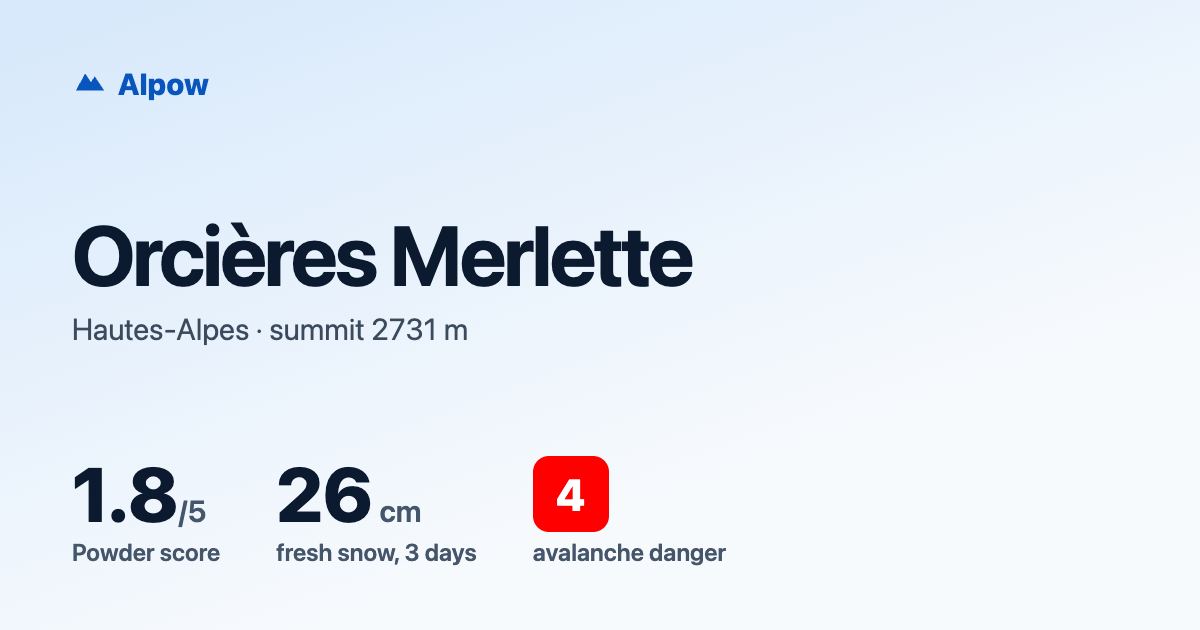 Alpow
Orcières Merlette
Hautes-Alpes · summit 2731 m
1.8/5
Powder score
26 cm
fresh snow, 3 days
4
avalanche danger